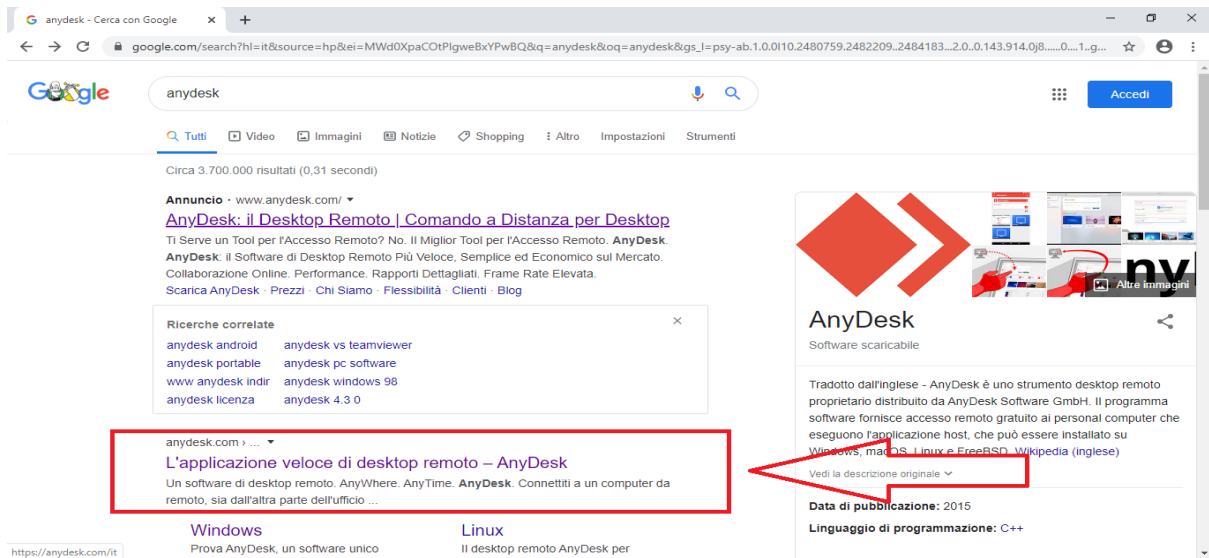 anydesk - Cerca con Google
google.com/search?hl=it&source=hp&ei=MWd0XpaCOtPlgweBxYPwBQ&q=anydesk&oq=anydesk&gs_l=psy-ab.1.0.0l10.2480759.2482209..2484183...2.0..0.143.914.0j8......0....1..g...
Google
anydesk
Accedi
Tutti Video Immagini Notizie Shopping Altro Impostazioni Strumenti
Circa 3.700.000 risultati (0,31 secondi)
Annuncio · www.anydesk.com/
AnyDesk: il Desktop Remoto | Comando a Distanza per Desktop
Ti Serve un Tool per l'Accesso Remoto? No. Il Miglior Tool per l'Accesso Remoto. AnyDesk.
AnyDesk: il Software di Desktop Remoto Più Veloce, Semplice ed Economico sul Mercato.
Collaborazione Online. Performance. Rapporti Dettagliati. Frame Rate Elevata.
Scarica AnyDesk · Prezzi · Chi Siamo · Flessibilità · Clienti · Blog
Ricerche correlate
anydesk android anydesk vs teamviewer
anydesk portable anydesk pc software
www anydesk indir anydesk windows 98
anydesk licenza anydesk 4.3 0
anydesk.com › ...
L'applicazione veloce di desktop remoto – AnyDesk
Un software di desktop remoto. AnyWhere. AnyTime. AnyDesk. Connettiti a un computer da
remoto, sia dall'altra parte dell'ufficio ...
Windows Linux
Prova AnyDesk, un software unico Il desktop remoto AnyDesk per
https://anydesk.com/it
Altre immagini
AnyDesk
Software scaricabile
Tradotto dall'inglese - AnyDesk è uno strumento desktop remoto
proprietario distribuito da AnyDesk Software GmbH. Il programma
software fornisce accesso remoto gratuito ai personal computer che
eseguono l'applicazione host, che può essere installato su
Windows, macOS, Linux e FreeBSD. Wikipedia (inglese)
Vedi la descrizione originale
Data di pubblicazione: 2015
Linguaggio di programmazione: C++